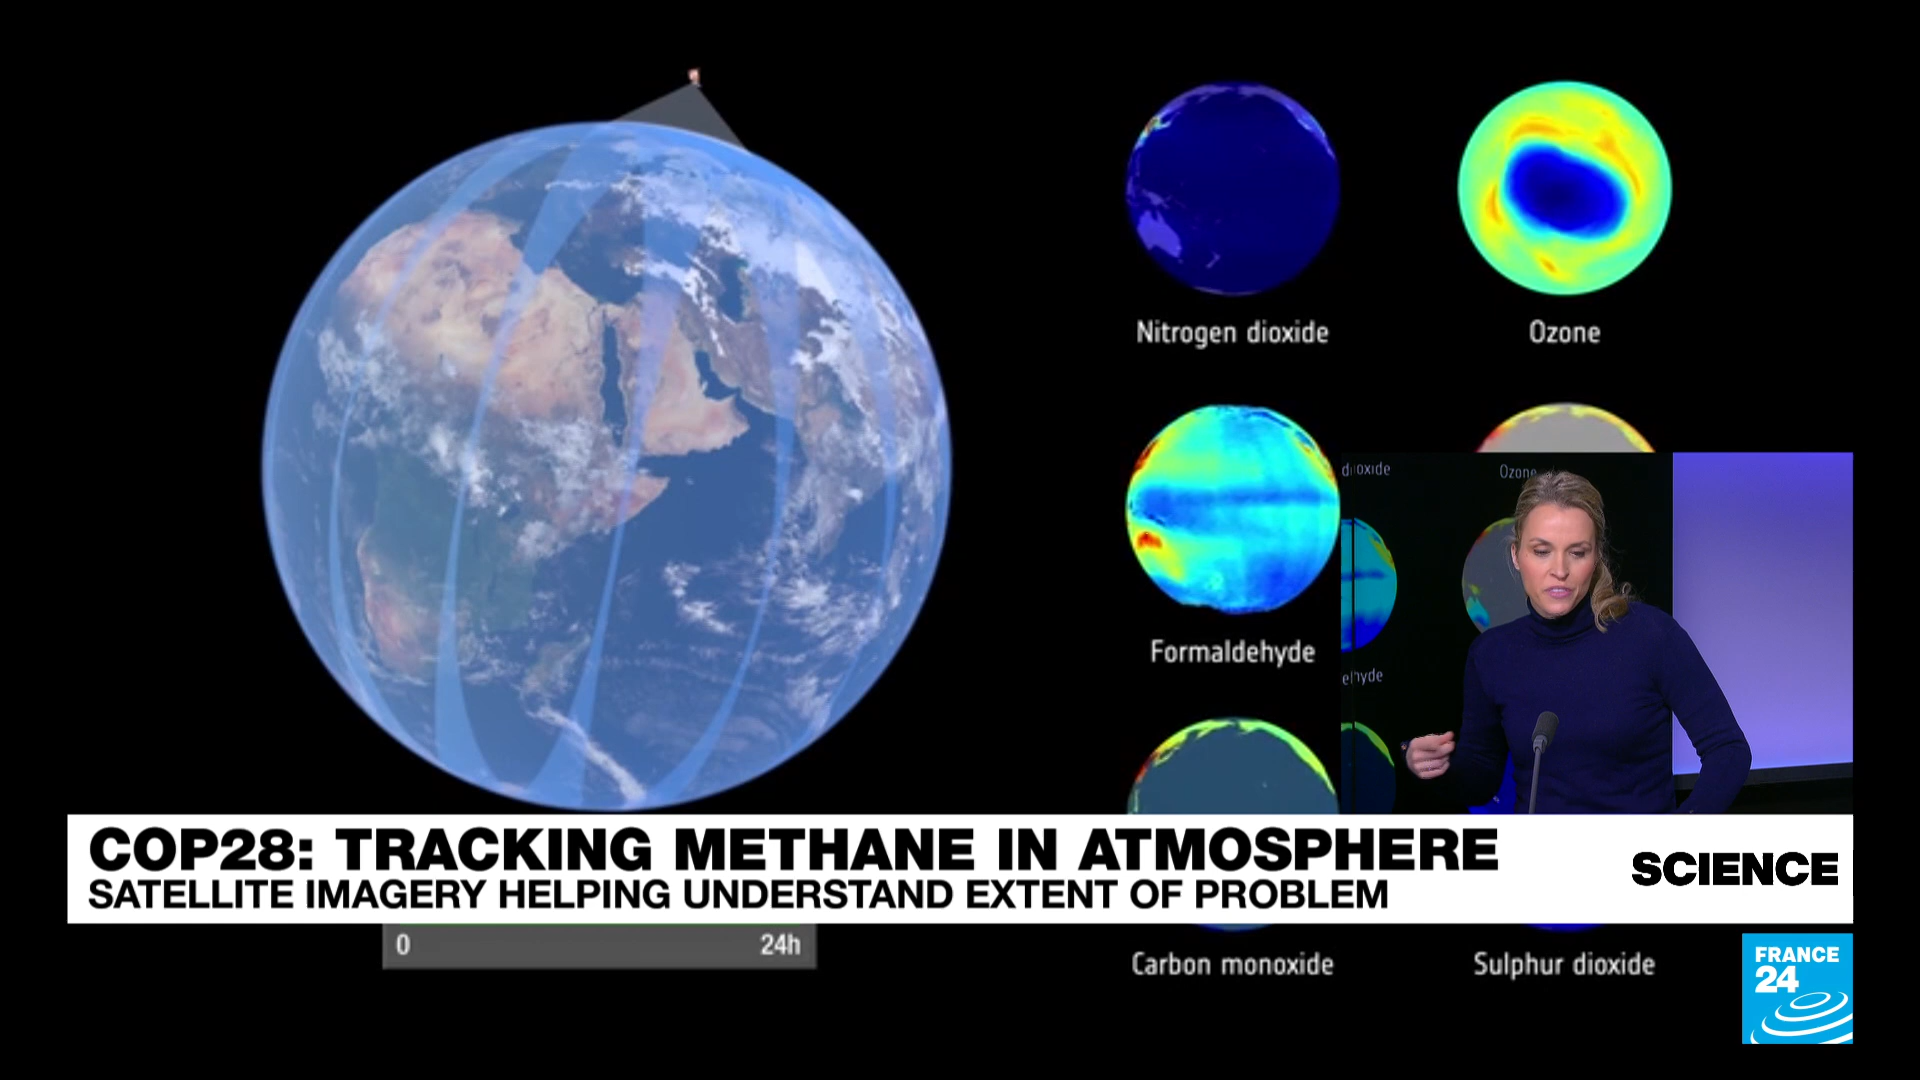 Nitrogen dioxide
Ozone
dioxide
Ozone
Formaldehyde
ehyde
COP28: TRACKING METHANE IN ATMOSPHERE
SATELLITE IMAGERY HELPING UNDERSTAND EXTENT OF PROBLEM
SCIENCE
0
24h
Carbon monoxide
Sulphur dioxide
FRANCE
24